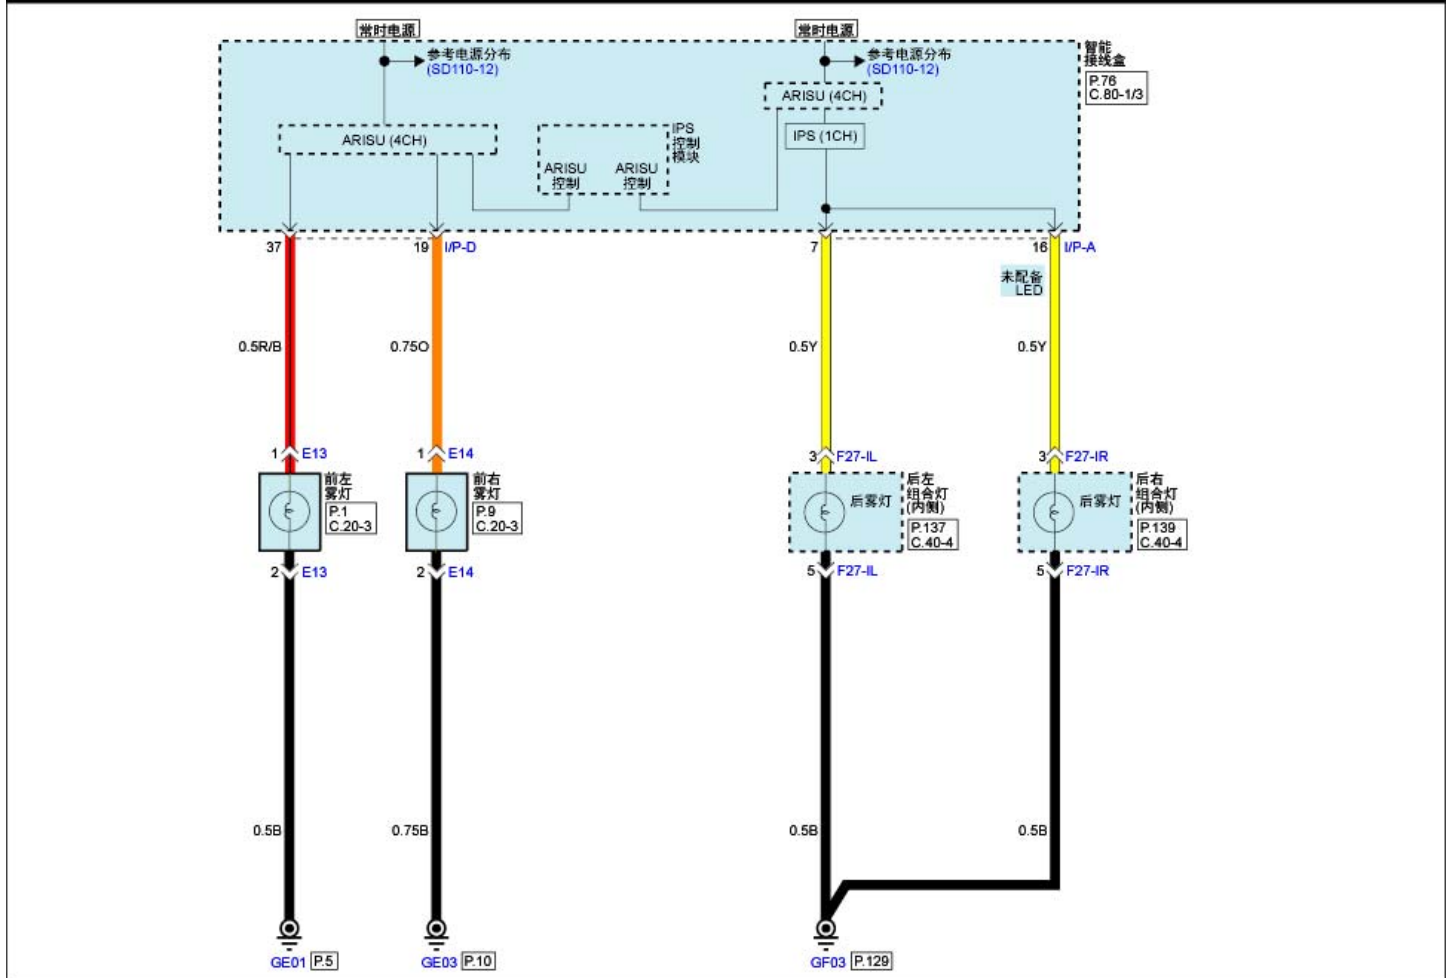 常时电源
常时电源
参考电源分布
(SD110-12)
参考电源分布
(SD110-12)
智能
接线盒
P.76
C.80-1/3
ARISU (4CH)
ARISU (4CH)
IPS
控制
模块
IPS (1CH)
ARISU
控制
ARISU
控制
37
19
I/P-D
7
16
I/P-A
未配备
LED
0.5R/B
0.75O
0.5Y
0.5Y
1
E13
1
E14
3
F27-IL
3
F27-IR
前左
雾灯
P.1
C.20-3
前右
雾灯
P.9
C.20-3
后雾灯
后左
组合灯
(内侧)
P.137
C.40-4
后雾灯
后右
组合灯
(内侧)
P.139
C.40-4
2
E13
2
E14
5
F27-IL
5
F27-IR
0.5B
0.75B
0.5B
0.5B
GE01
P.5
GE03
P.10
GF03
P.129